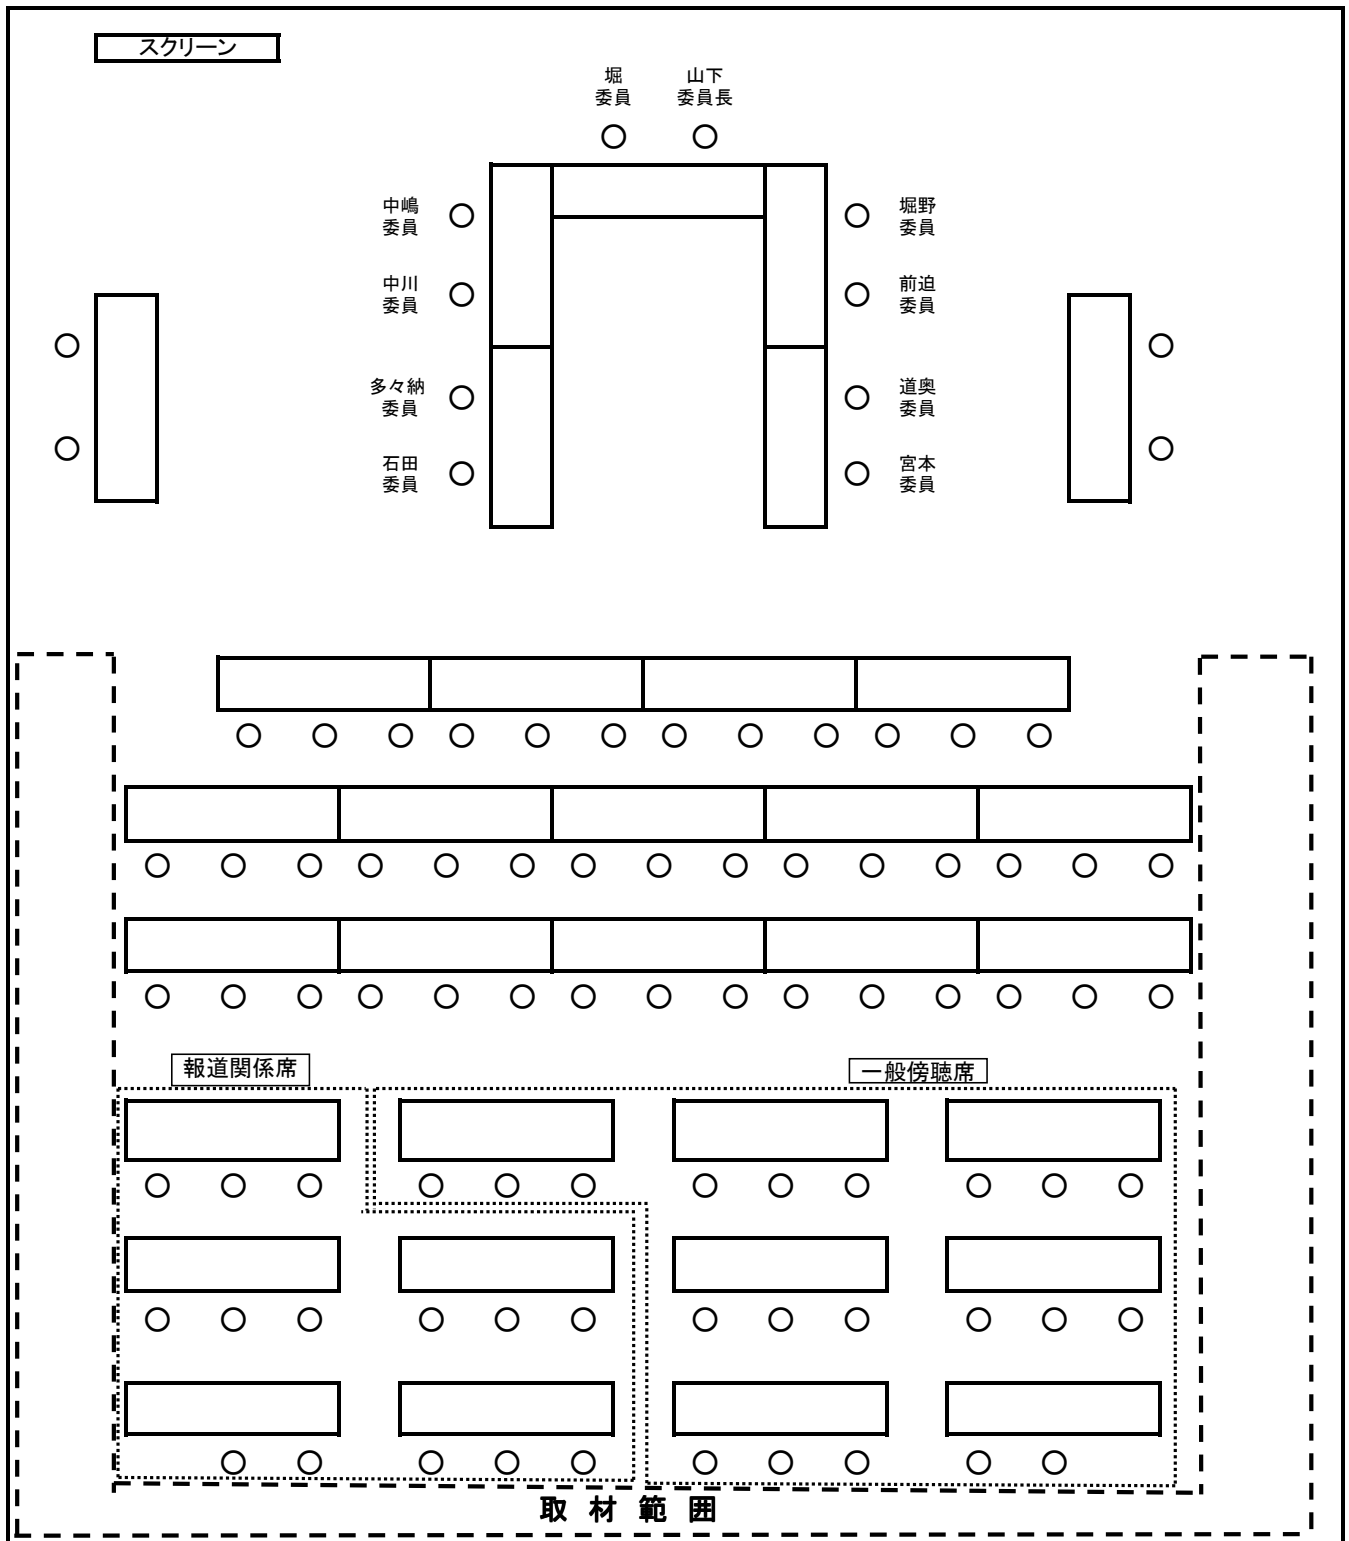 スクリーン
堀
委員
山下
委員長
中嶋
委員
堀野
委員
中川
委員
前迫
委員
多々納
委員
道奥
委員
石田
委員
宮本
委員
報道関係席
一般傍聴席
取材範囲